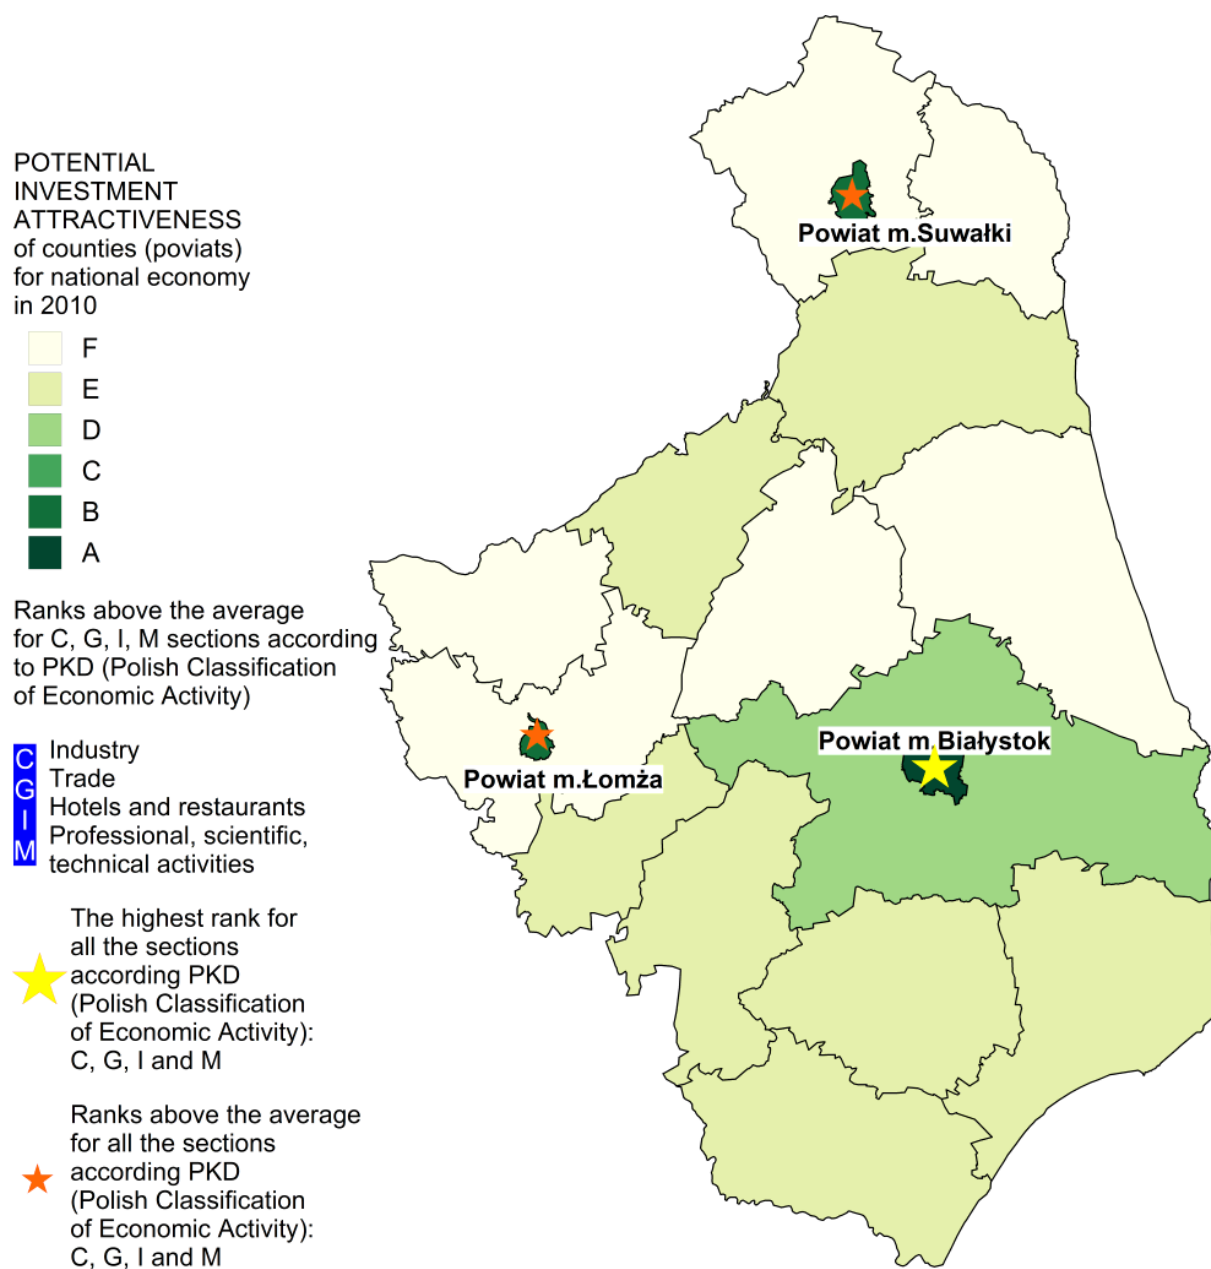 POTENTIAL
INVESTMENT
ATTRACTIVENESS
of counties (poviats)
for national economy
in 2010
F
E
D
C
B
A
Ranks above the average
for C, G, I, M sections according
to PKD (Polish Classification
of Economic Activity)
C Industry
G Trade
I Hotels and restaurants
M Professional, scientific,
technical activities
The highest rank for
all the sections
according PKD
(Polish Classification
of Economic Activity):
C, G, I and M
Ranks above the average
for all the sections
according PKD
(Polish Classification
of Economic Activity):
C, G, I and M
Powiat m.Suwałki
Powiat m.Białystok
Powiat m.Łomża